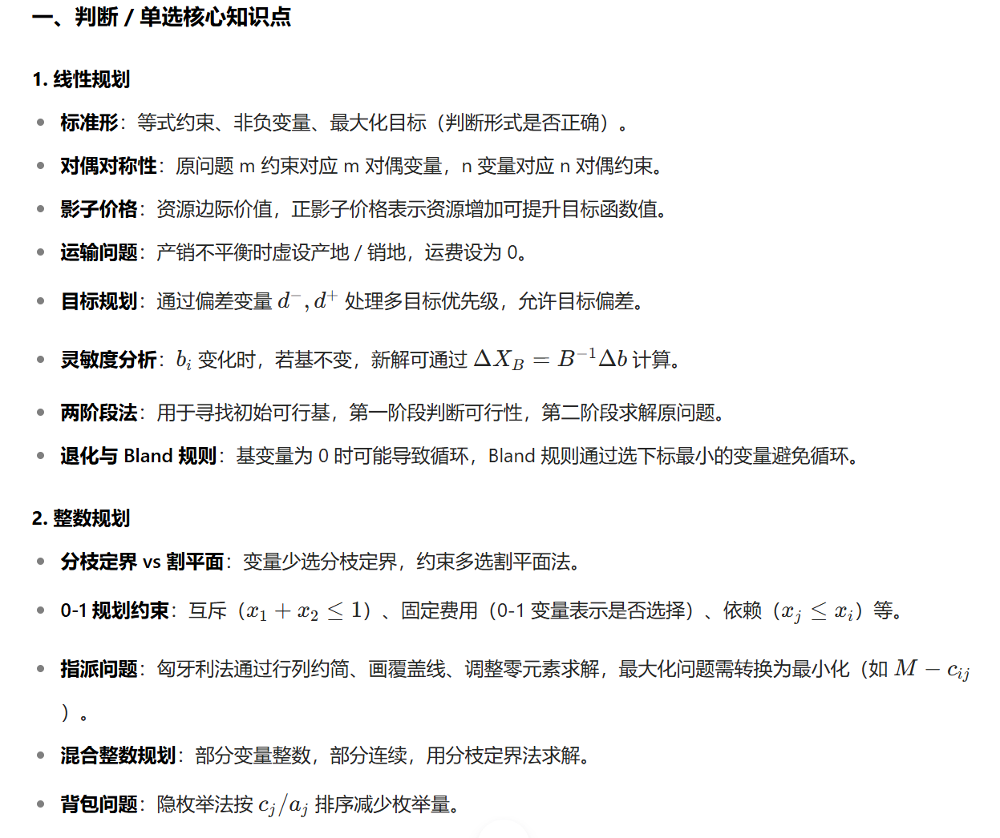 一、判断 / 单选核心知识点
1. 线性规划
• 标准形：等式约束、非负变量、最大化目标（判断形式是否正确）。
• 对偶对称性：原问题 m 约束对应 m 对偶变量，n 变量对应 n 对偶约束。
• 影子价格：资源边际价值，正影子价格表示资源增加可提升目标函数值。
• 运输问题：产销不平衡时虚设产地 / 销地，运费设为 0。
• 目标规划：通过偏差变量 d⁻, d⁺ 处理多目标优先级，允许目标偏差。
• 灵敏度分析：bᵢ 变化时，若基不变，新解可通过 ΔX_B = B⁻¹Δb 计算。
• 两阶段法：用于寻找初始可行基，第一阶段判断可行性，第二阶段求解原问题。
• 退化与 Bland 规则：基变量为 0 时可能导致循环，Bland 规则通过选下标最小的变量避免循环。
2. 整数规划
• 分枝定界 vs 割平面：变量少选分枝定界，约束多选割平面法。
• 0-1 规划约束：互斥（x₁ + x₂ ≤ 1）、固定费用（0-1 变量表示是否选择）、依赖（xⱼ ≤ xᵢ）等。
• 指派问题：匈牙利法通过行列约简、画覆盖线、调整零元素求解，最大化问题需转换为最小化（如 M − cᵢⱼ
）。
• 混合整数规划：部分变量整数，部分连续，用分枝定界法求解。
• 背包问题：隐枚举法按 cⱼ/aⱼ 排序减少枚举量。